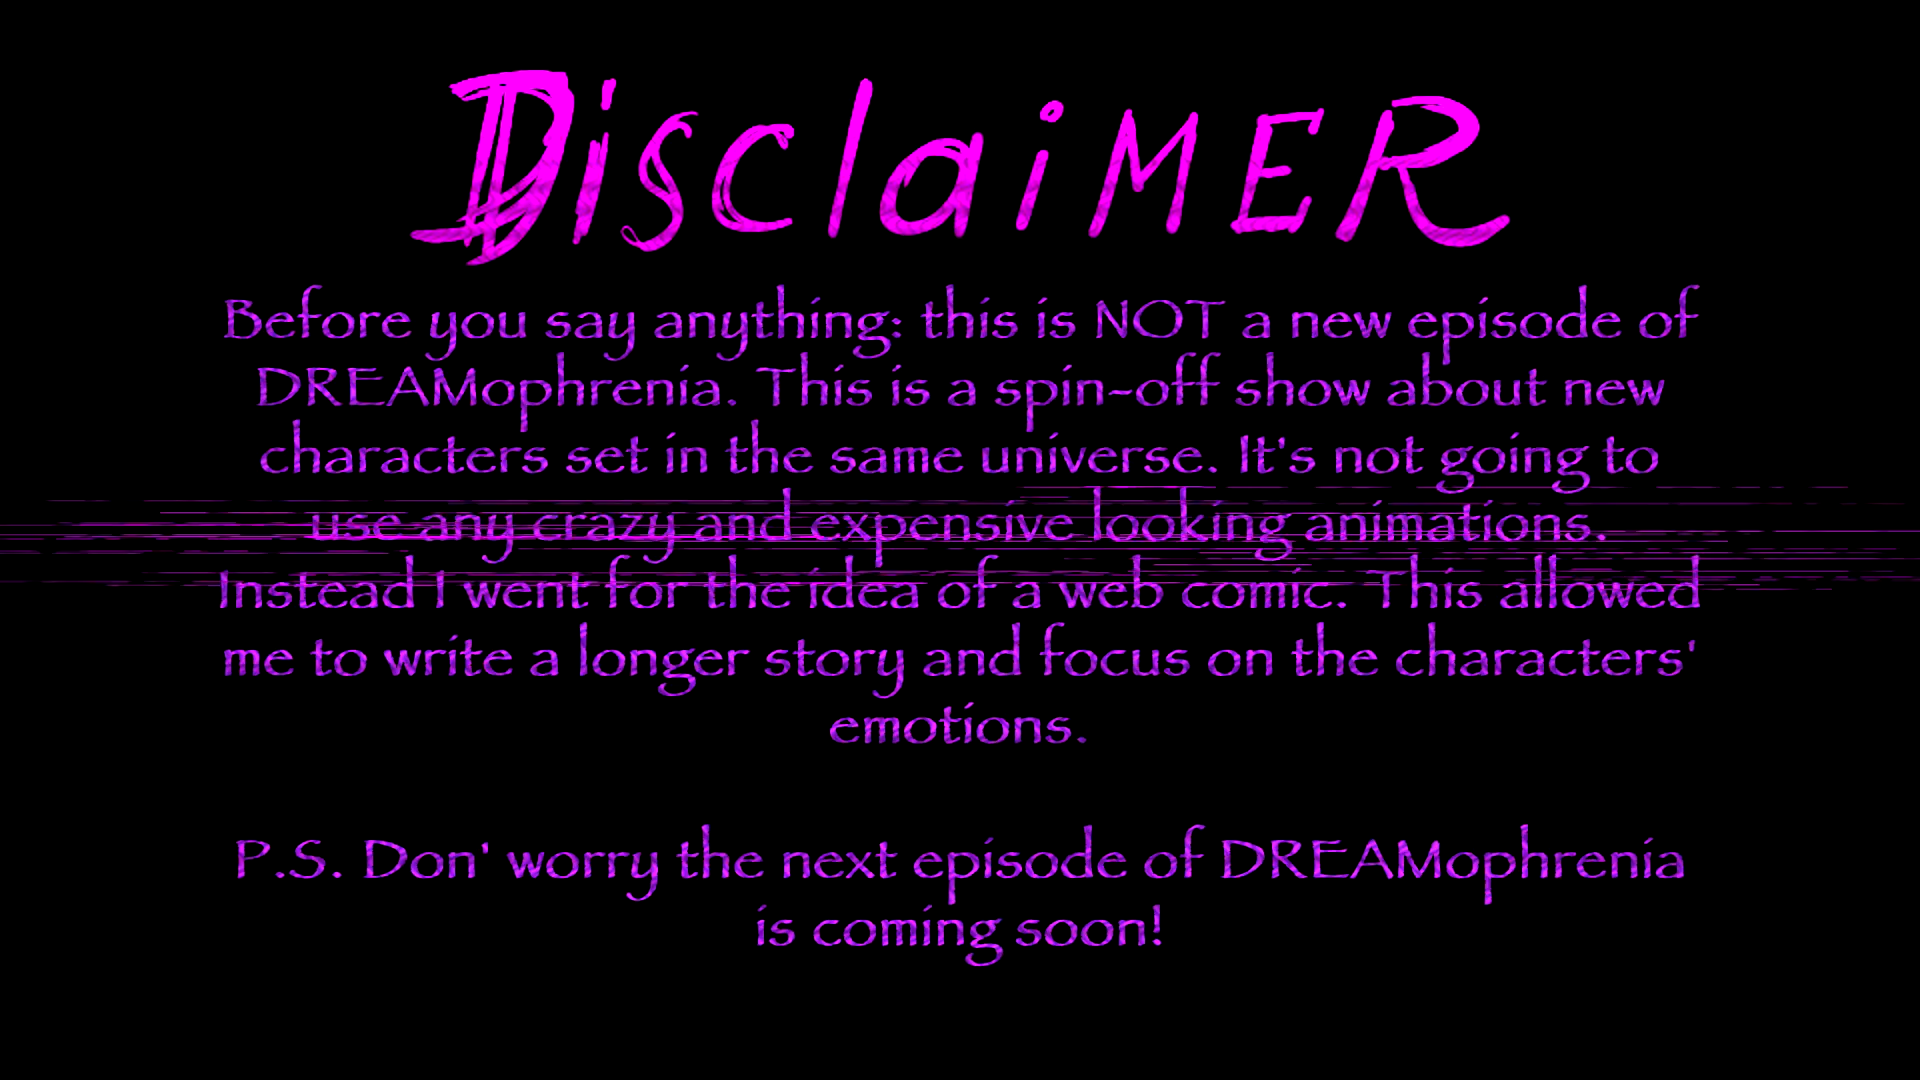 DisclaiMER
Before you say anything: this is NOT a new episode of
DREAMophrenia. This is a spin-off show about new
characters set in the same universe. It's not going to
use any crazy and expensive looking animations.
Instead I went for the idea of a web comic. This allowed
me to write a longer story and focus on the characters'
emotions.
P.S. Don' worry the next episode of DREAMophrenia
is coming soon!